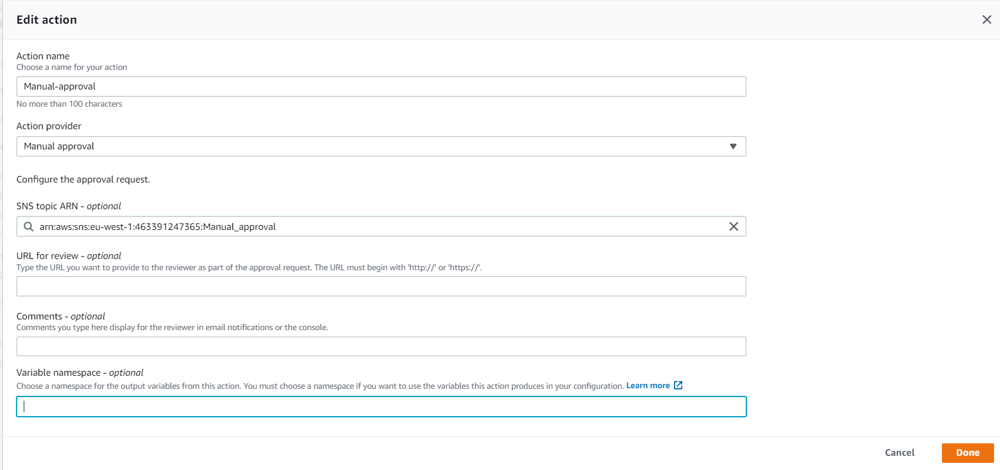 Edit action
Action name
Choose a name for your action
Manual-approval
No more than 100 characters
Action provider
Manual approval
Configure the approval request.
SNS topic ARN - optional
arn:aws:sns:eu-west-1:463391247365:Manual_approval
URL for review - optional
Type the URL you want to provide to the reviewer as part of the approval request. The URL must begin with 'http://' or 'https://'.
Comments - optional
Comments you type here display for the reviewer in email notifications or the console.
Variable namespace - optional
Choose a namespace for the output variables from this action. You must choose a namespace if you want to use the variables this action produces in your configuration. Learn more
Cancel
Done